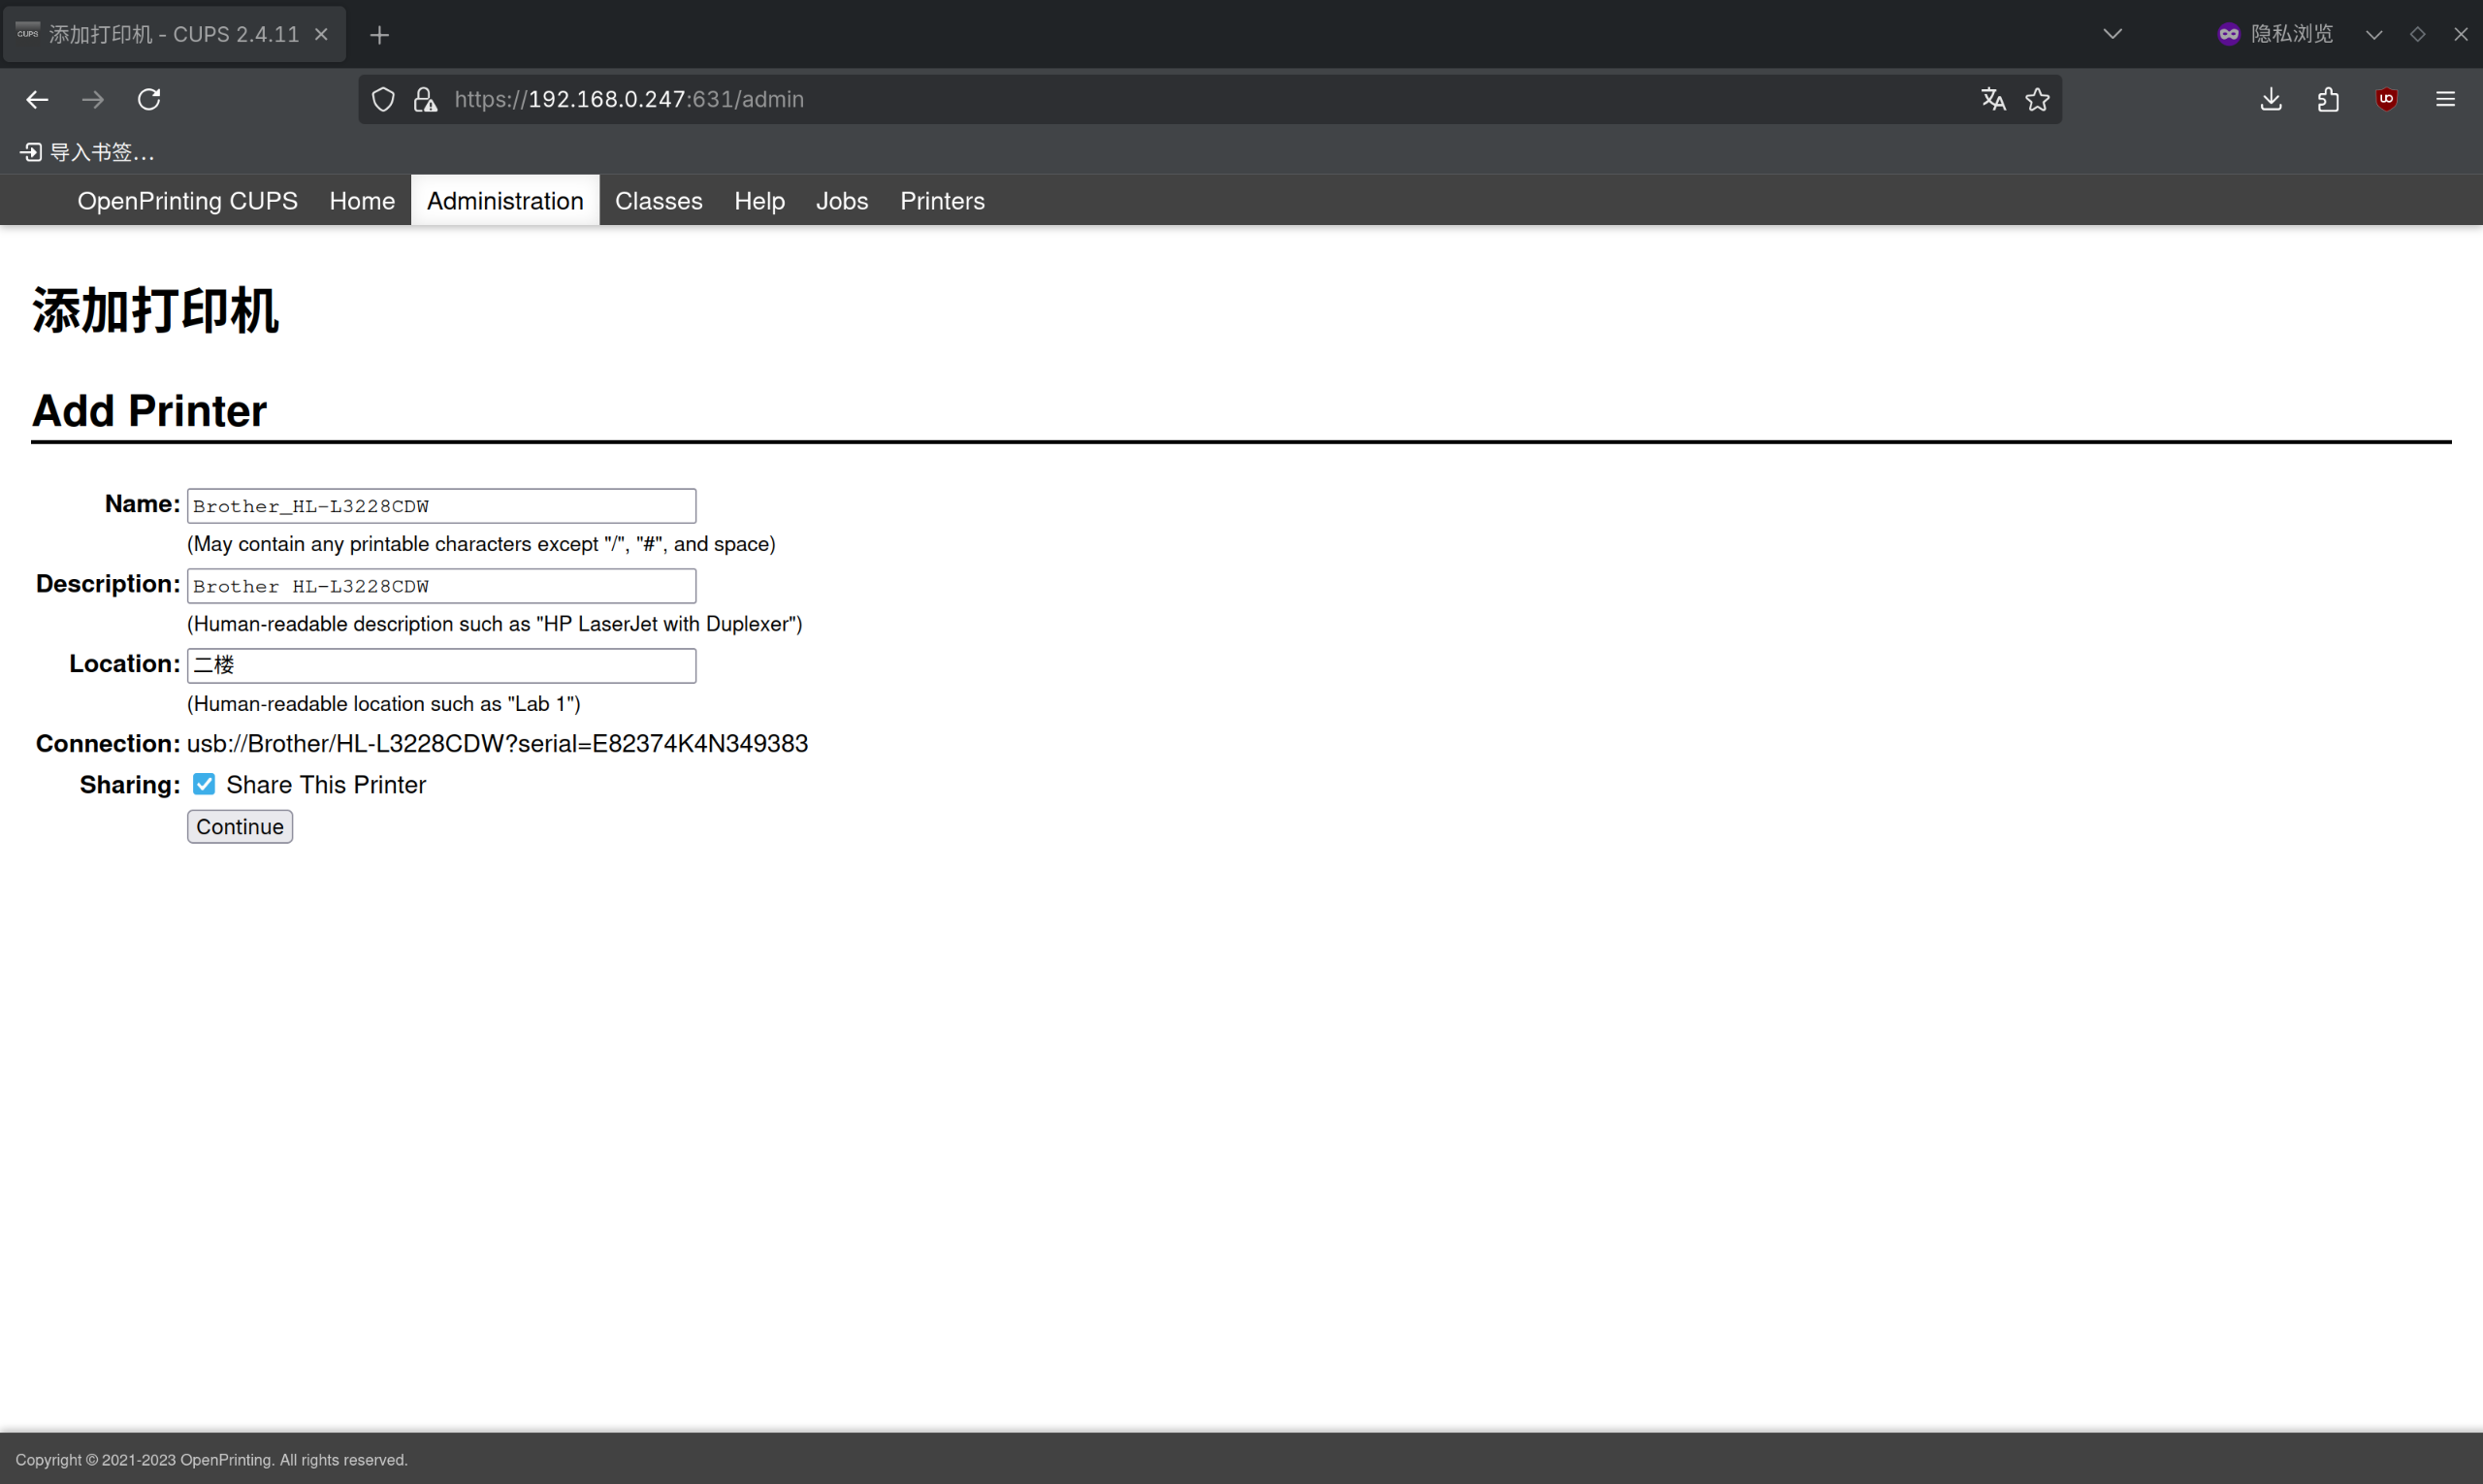 CUPS 添加打印机 - CUPS 2.4.11
隐私浏览
https://192.168.0.247:631/admin
导入书签...
OpenPrinting CUPS Home Administration Classes Help Jobs Printers
添加打印机
Add Printer
Name: Brother_HL-L3228CDW
(May contain any printable characters except "/", "#", and space)
Description: Brother HL-L3228CDW
(Human-readable description such as "HP LaserJet with Duplexer")
Location: 二楼
(Human-readable location such as "Lab 1")
Connection: usb://Brother/HL-L3228CDW?serial=E82374K4N349383
Sharing: Share This Printer
Continue
Copyright © 2021-2023 OpenPrinting. All rights reserved.